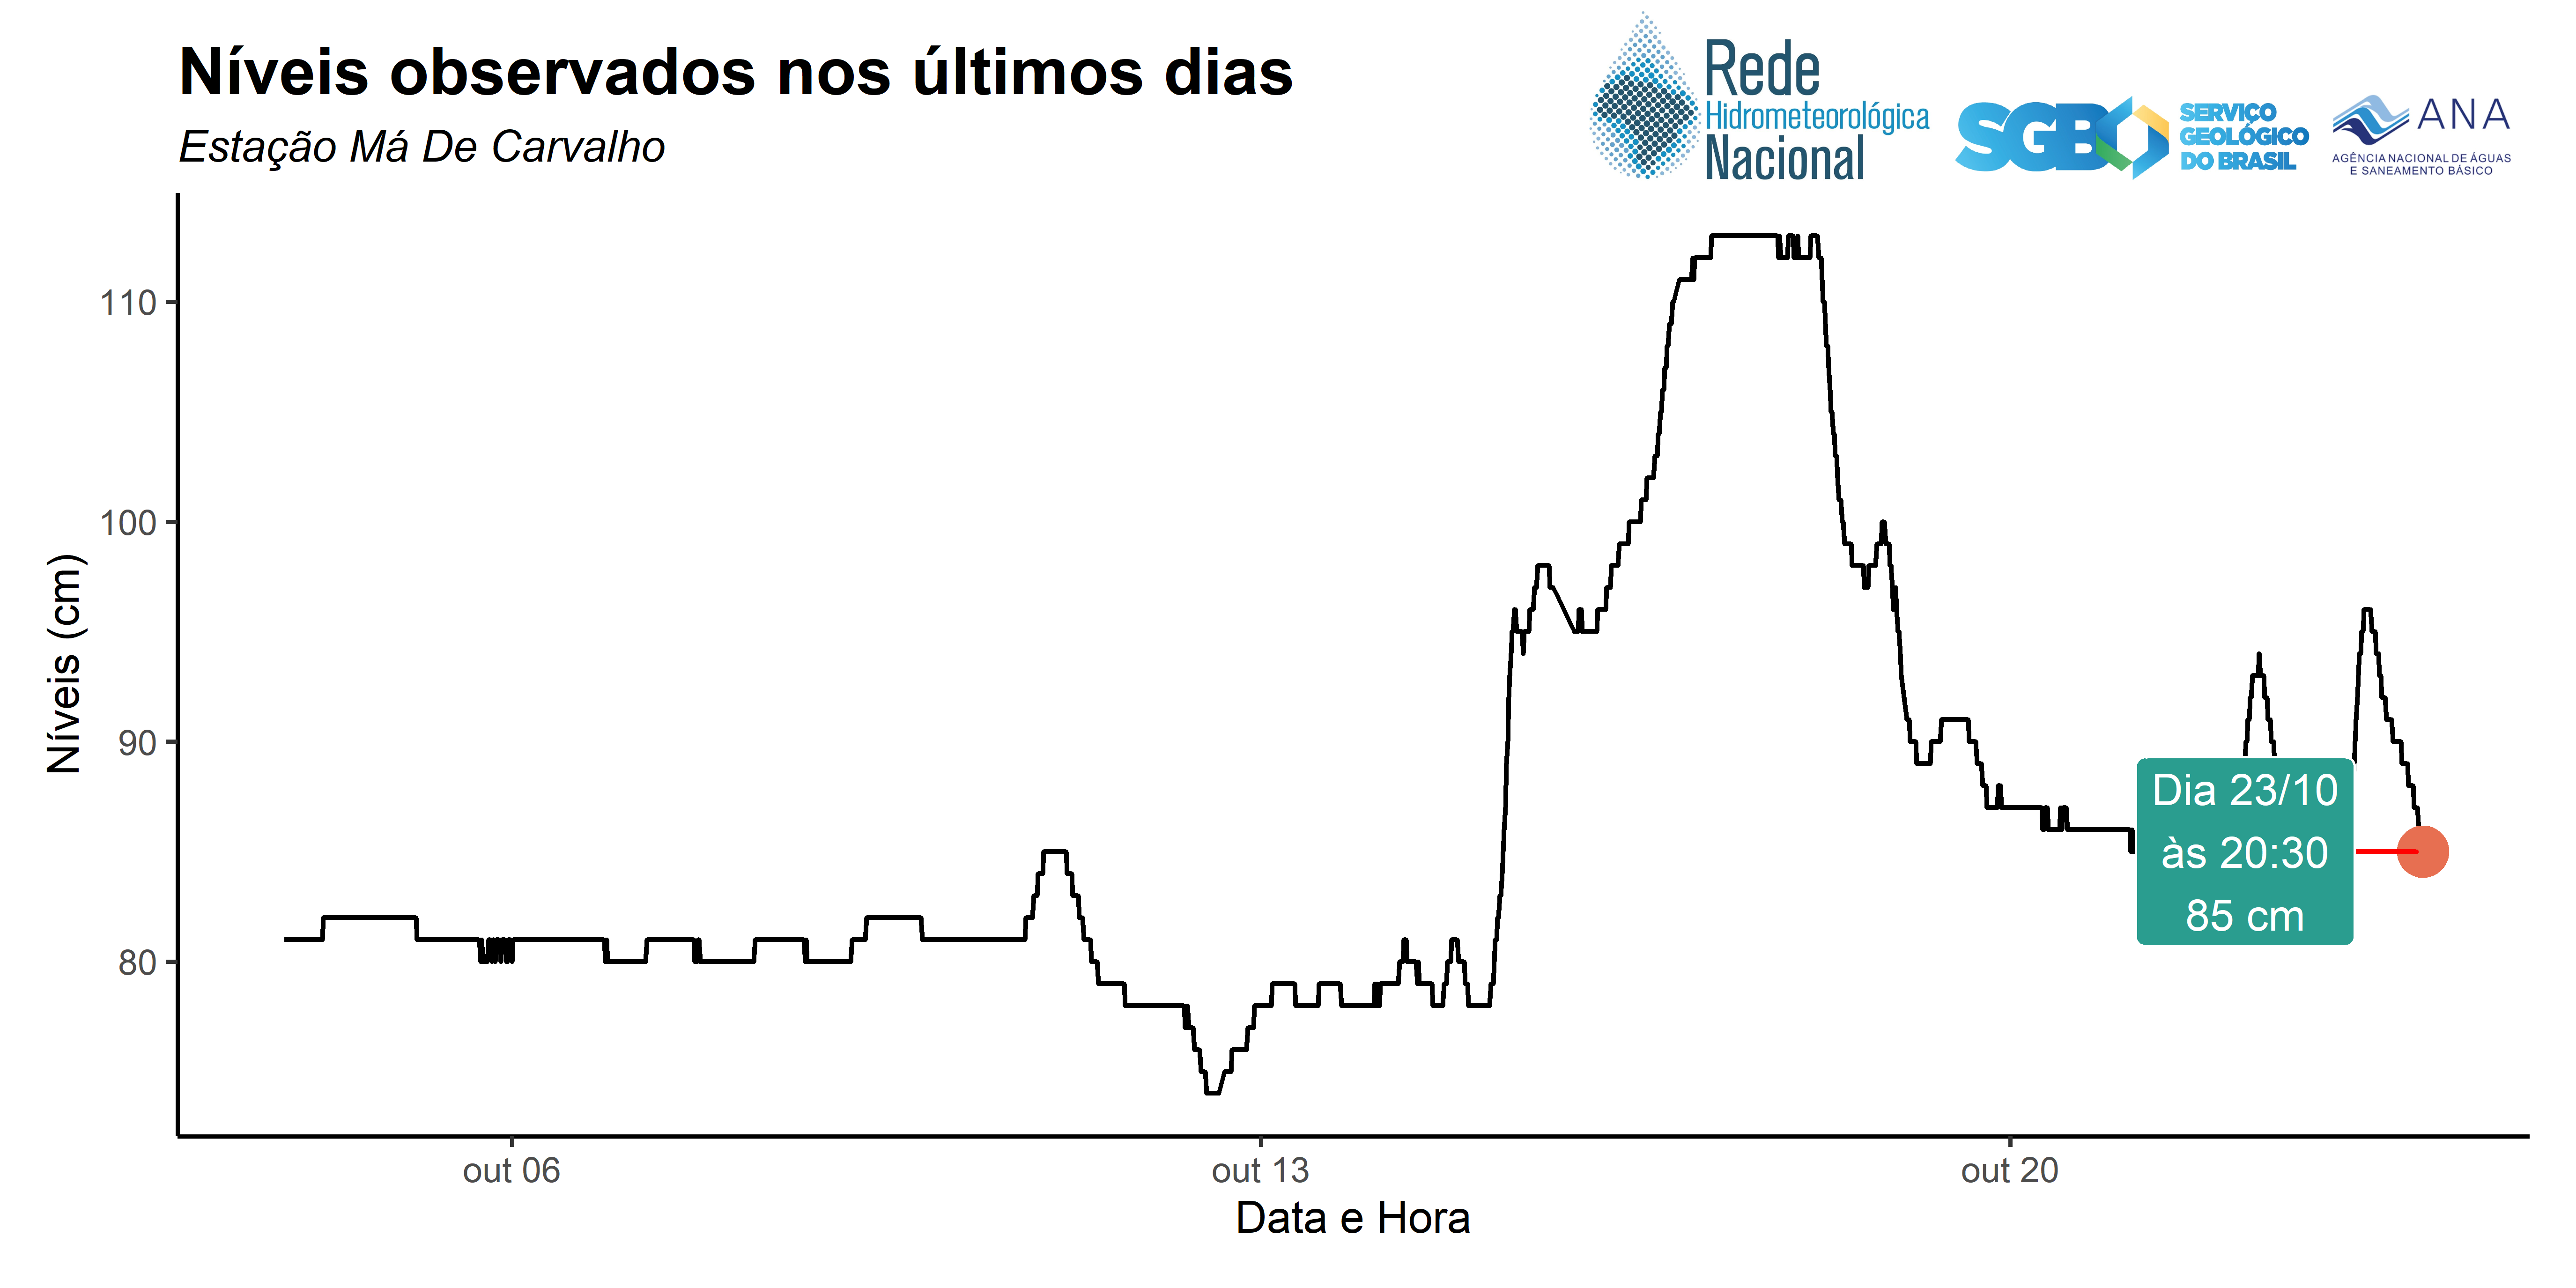 Níveis observados nos últimos dias
Estação Má De Carvalho
Rede
Hidrometeorológica
Nacional
SGB
SERVIÇO
GEOLÓGICO
DO BRASIL
ANA
AGÊNCIA NACIONAL DE ÁGUAS
E SANEAMENTO BÁSICO
Níveis (cm)
110
100
90
80
Dia 23/10
às 20:30
85 cm
out 06
out 13
out 20
Data e Hora